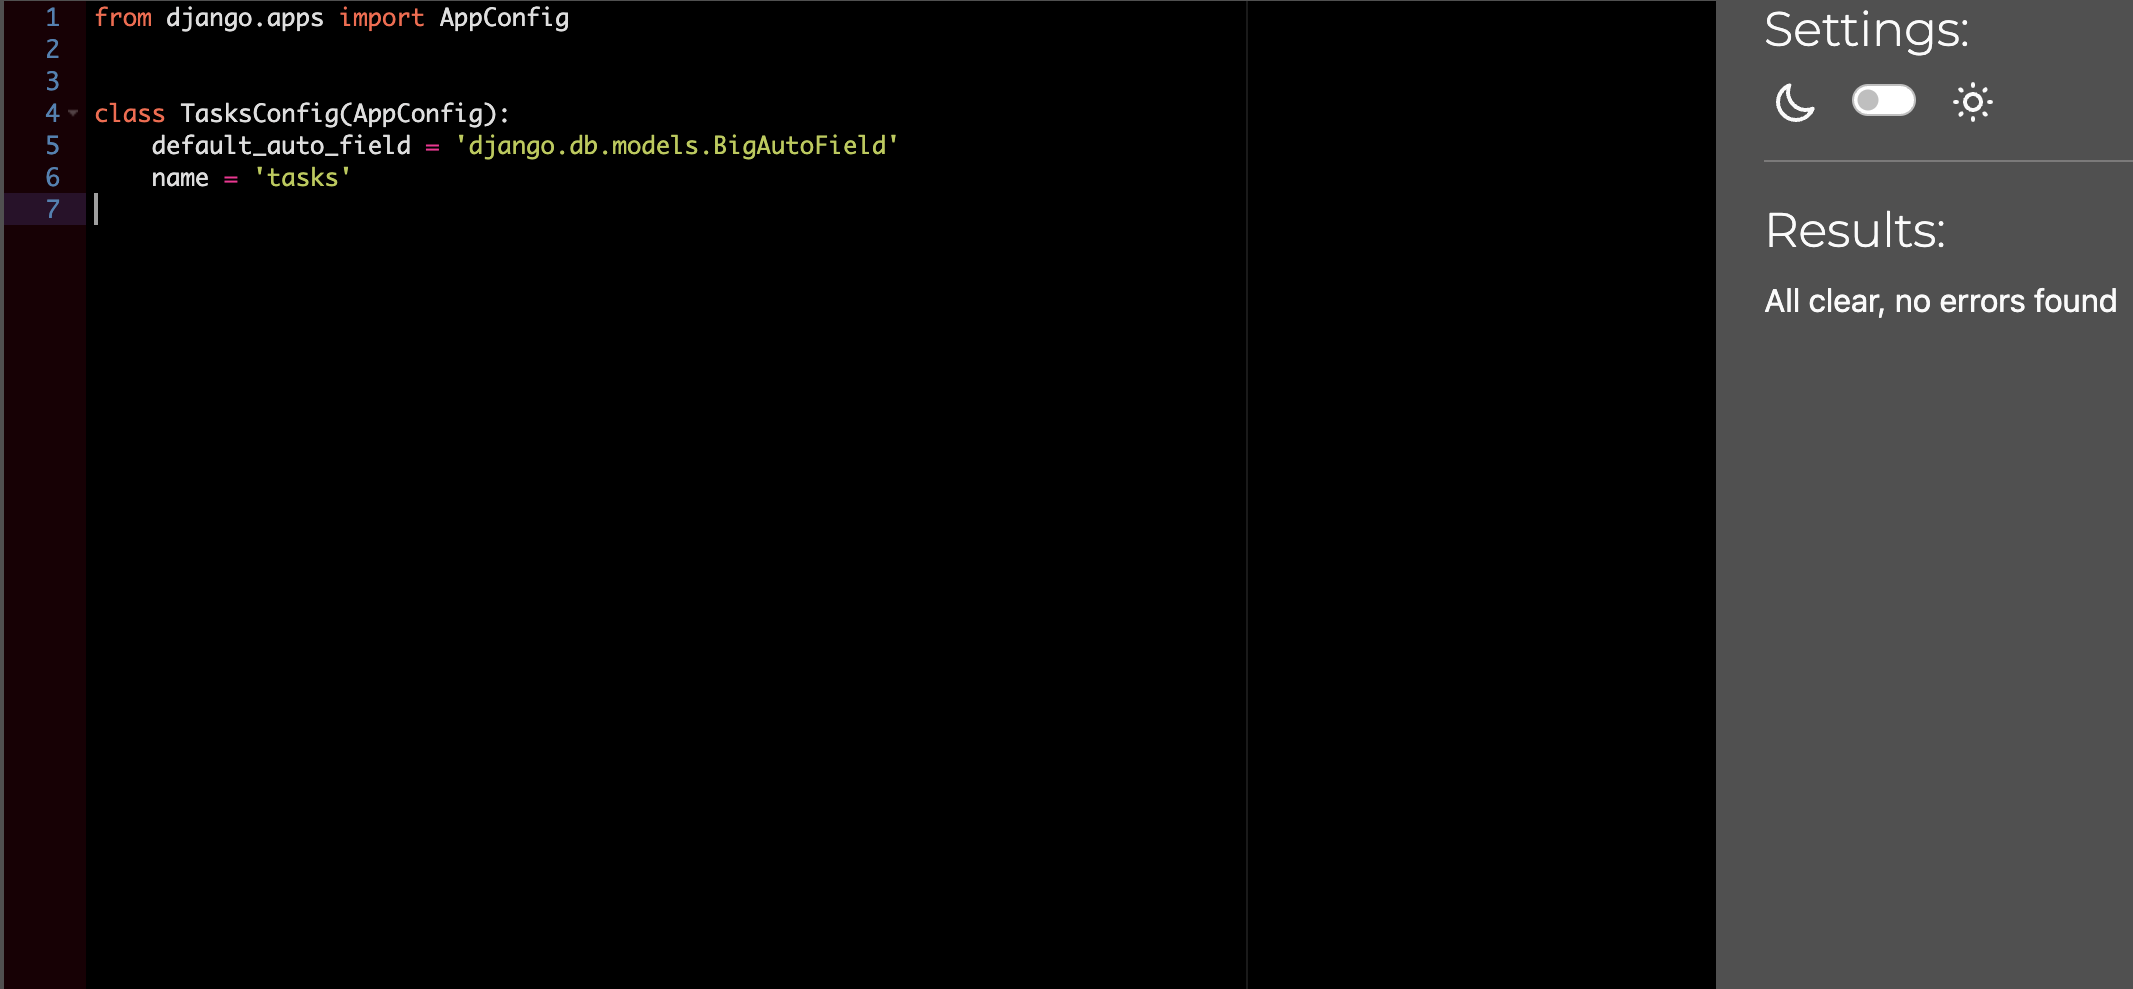 1 from django.apps import AppConfig
2
3
4 class TasksConfig(AppConfig):
5     default_auto_field = 'django.db.models.BigAutoField'
6     name = 'tasks'
7
Settings:
Results:
All clear, no errors found